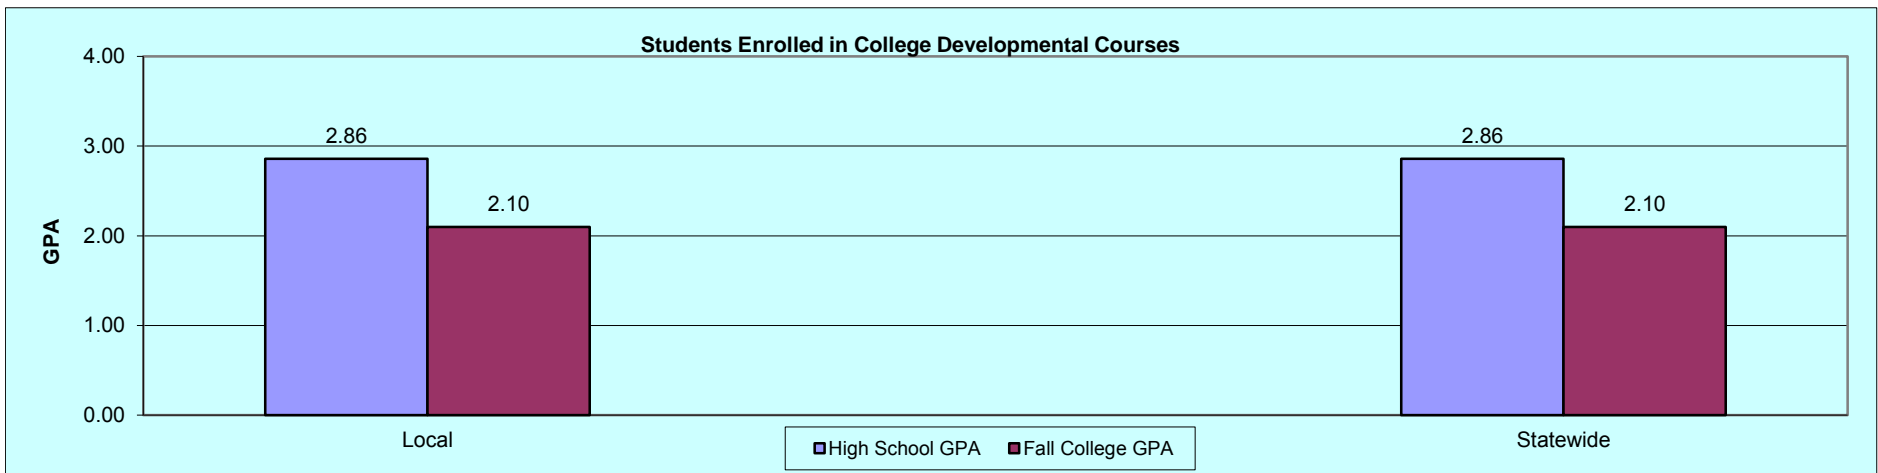 Students Enrolled in College Developmental Courses
4.00
3.00
2.00
1.00
0.00
GPA
2.86
2.10
2.86
2.10
Local
Statewide
High School GPA
Fall College GPA